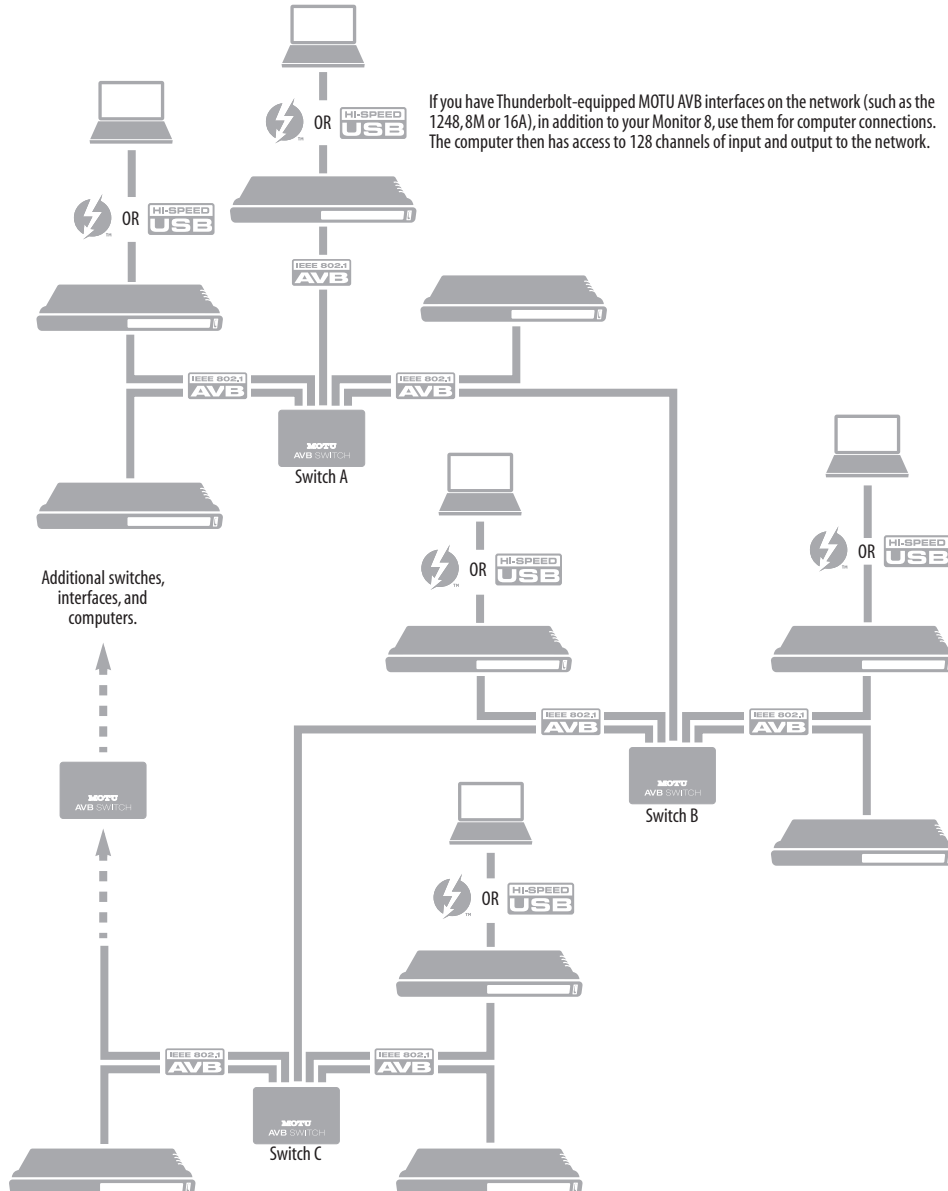 If you have Thunderbolt-equipped MOTU AVB interfaces on the network (such as the
1248, 8M or 16A), in addition to your Monitor 8, use them for computer connections.
The computer then has access to 128 channels of input and output to the network.
OR
HI-SPEED
USB
OR
HI-SPEED
USB
IEEE 802.1
AVB
IEEE 802.1
AVB
IEEE 802.1
AVB
MOTU
AVB SWITCH
Switch A
OR
HI-SPEED
USB
OR
HI-SPEED
USB
Additional switches,
interfaces, and
computers.
IEEE 802.1
AVB
IEEE 802.1
AVB
MOTU
AVB SWITCH
Switch B
MOTU
AVB SWITCH
OR
HI-SPEED
USB
IEEE 802.1
AVB
IEEE 802.1
AVB
MOTU
AVB SWITCH
Switch C